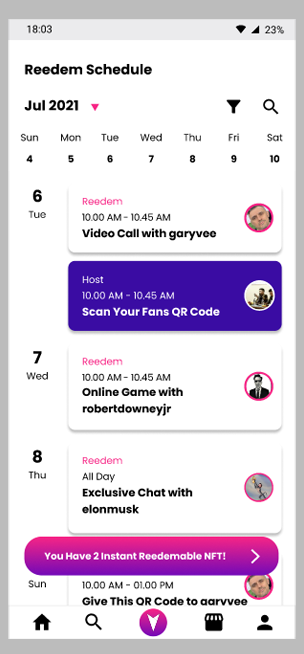 18:03
23%
Reedem Schedule
Jul 2021
Sun Mon Tue Wed Thu Fri Sat
4 5 6 7 8 9 10
6
Tue
Reedem
10.00 AM - 10.45 AM
Video Call with garyvee
Host
10.00 AM - 10.45 AM
Scan Your Fans QR Code
7
Wed
Reedem
10.00 AM - 10.45 AM
Online Game with
robertdowneyjr
8
Thu
Reedem
All Day
Exclusive Chat with
elonmusk
You Have 2 Instant Reedemable NFT!
Sun
10.00 AM - 01.00 PM
Give This QR Code to garyvee